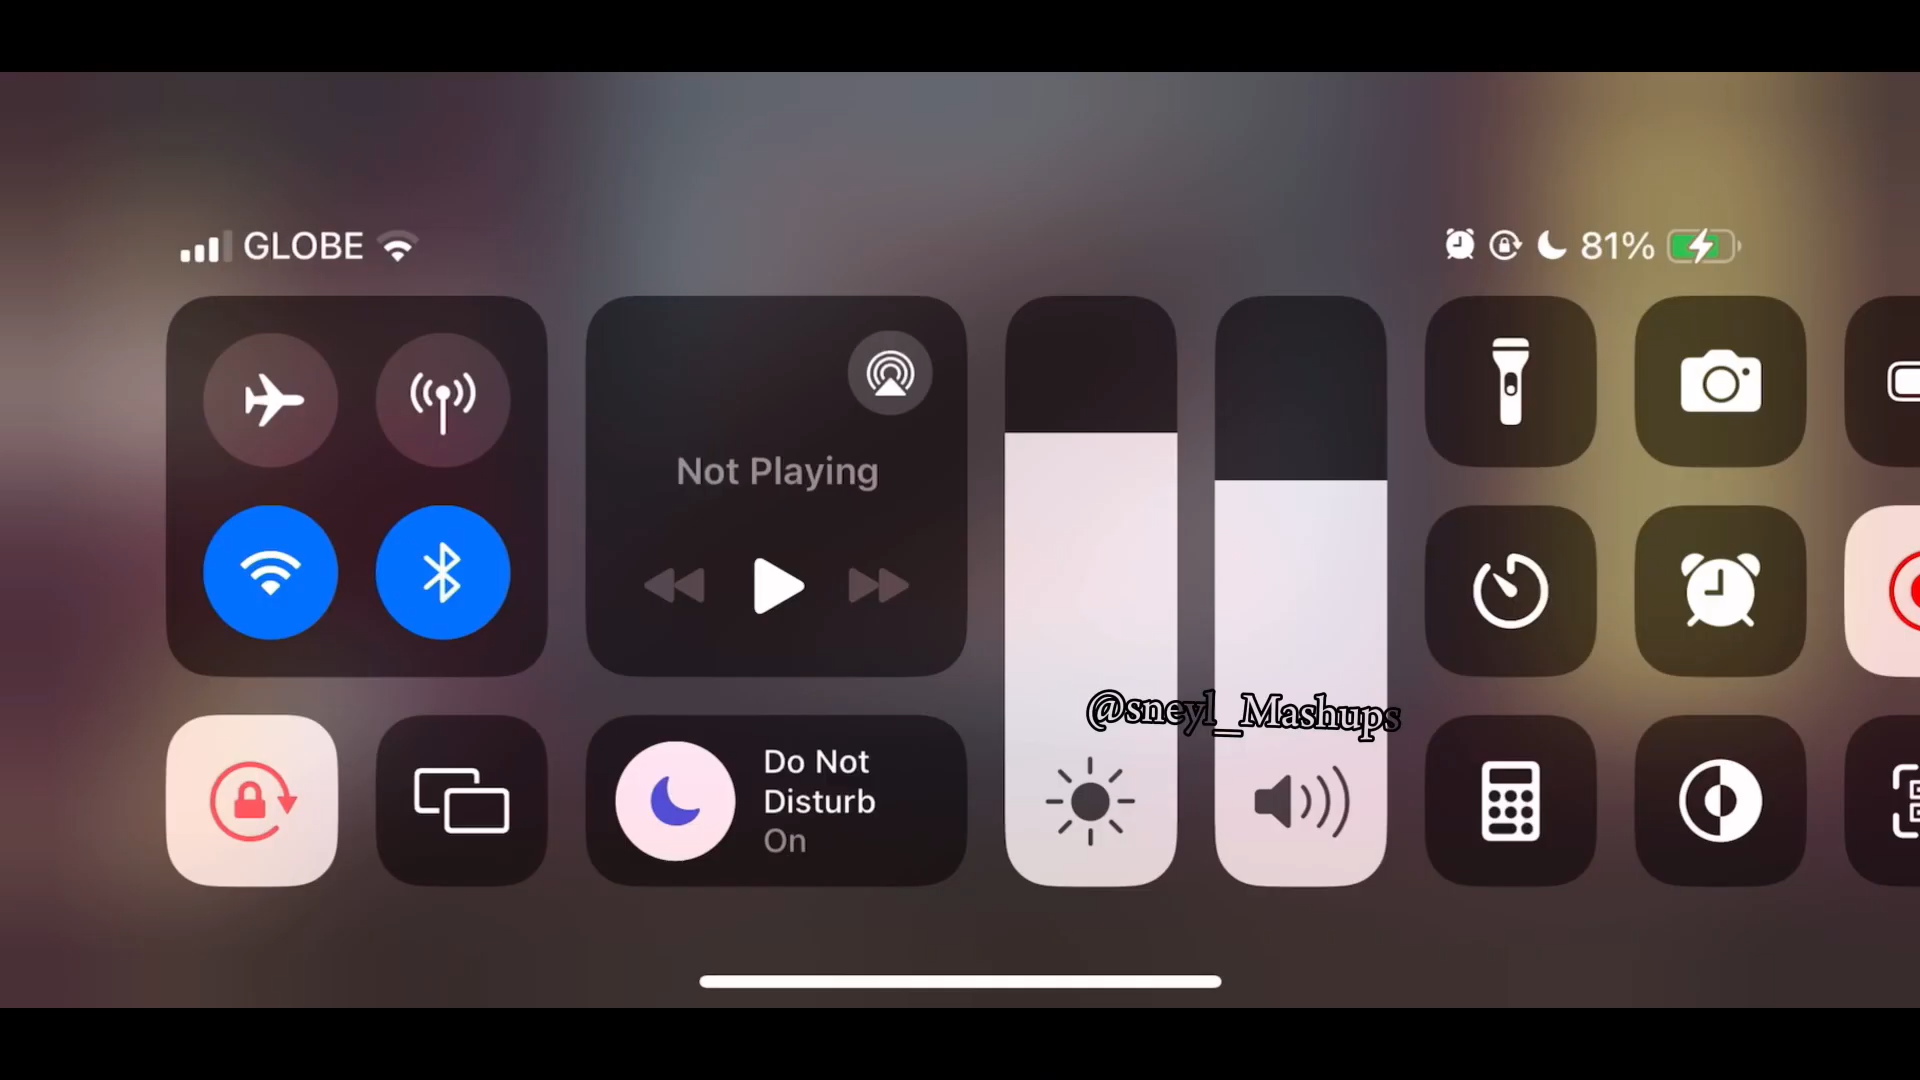 GLOBE
81%
Not Playing
Do Not
Disturb
On
@sneyl_Mashups